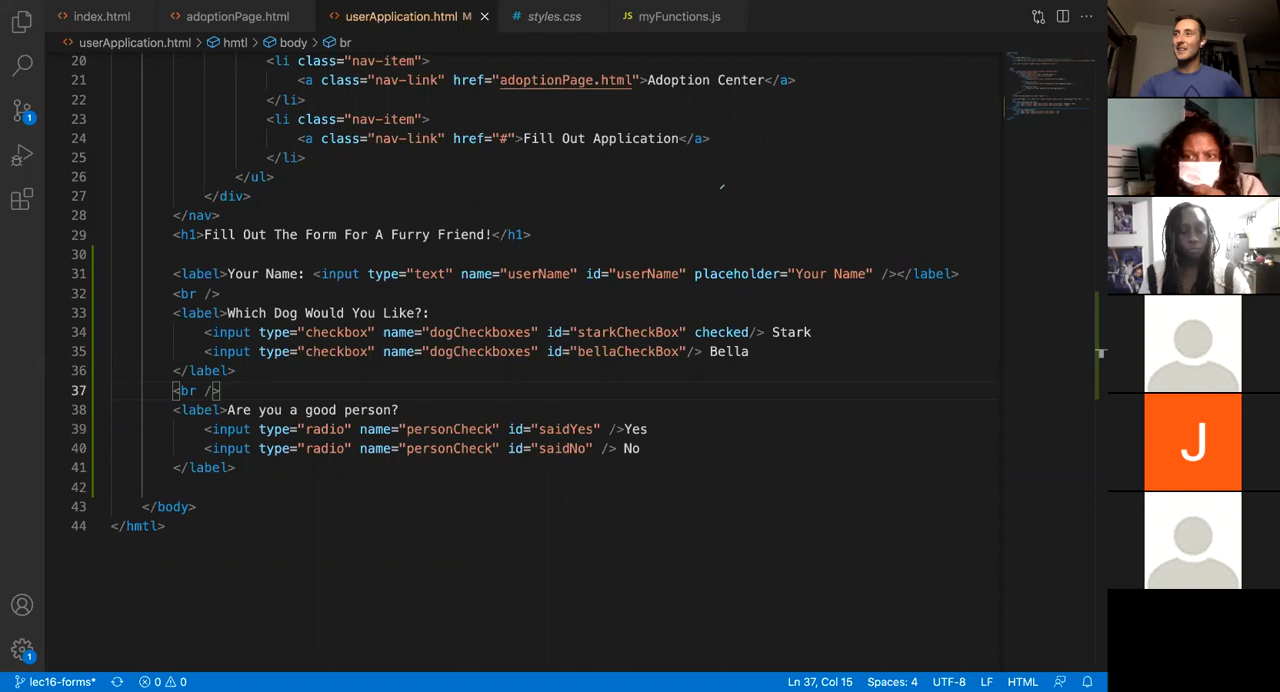 index.html adoptionPage.html userApplication.html M styles.css JS myFunctions.js
userApplication.html hmtl body br
20 <li class="nav-item">
21 <a class="nav-link" href="adoptionPage.html">Adoption Center</a>
22 </li>
23 <li class="nav-item">
24 <a class="nav-link" href="#">Fill Out Application</a>
25 </li>
26 </ul>
27 </div>
28 </nav>
29 <h1>Fill Out The Form For A Furry Friend!</h1>
30
31 <label>Your Name: <input type="text" name="userName" id="userName" placeholder="Your Name" /></label>
32 <br />
33 <label>Which Dog Would You Like?:
34 <input type="checkbox" name="dogCheckboxes" id="starkCheckBox" checked/> Stark
35 <input type="checkbox" name="dogCheckboxes" id="bellaCheckBox"/> Bella
36 </label>
37 <br />
38 <label>Are you a good person?
39 <input type="radio" name="personCheck" id="saidYes" />Yes
40 <input type="radio" name="personCheck" id="saidNo" /> No
41 </label>
42
43 </body>
44 </hmtl>
1
J
1
lec16-forms* 0 0 Ln 37, Col 15 Spaces: 4 UTF-8 LF HTML